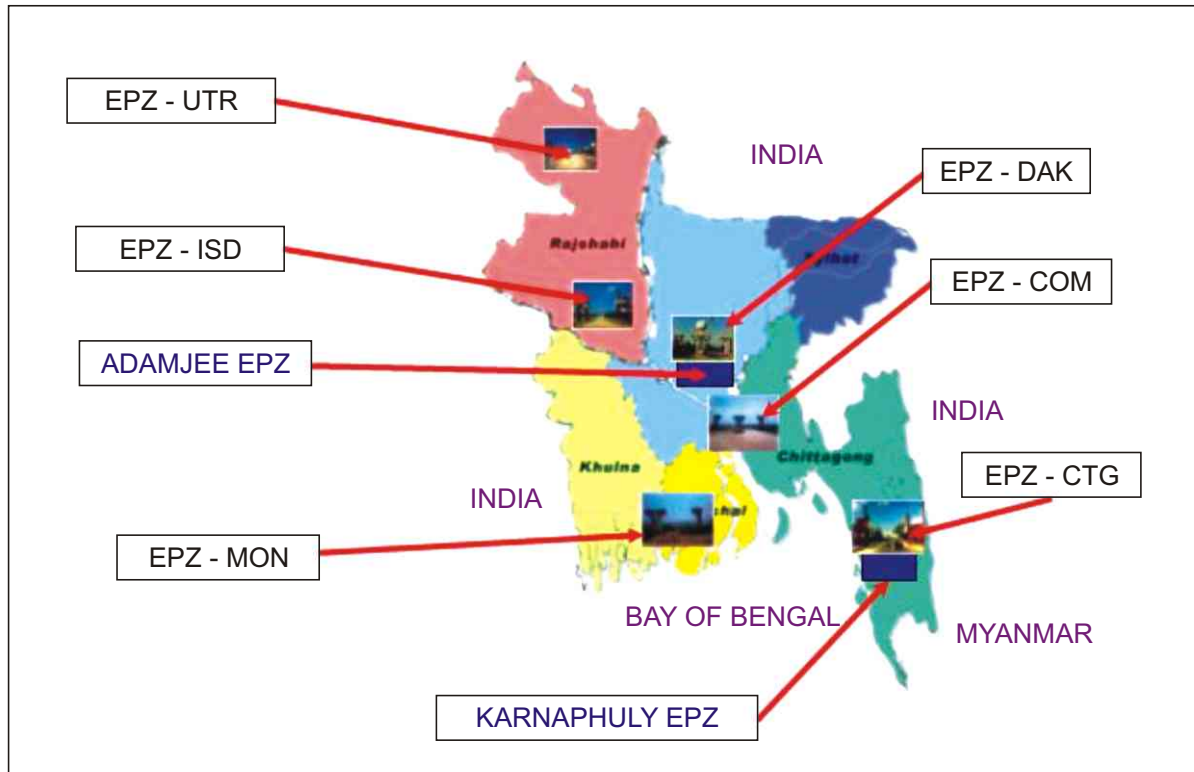 EPZ - UTR
INDIA
EPZ - DAK
EPZ - ISD
Rajshahi
EPZ - COM
ADAMJEE EPZ
INDIA
Khulna
Chittagong
EPZ - CTG
INDIA
EPZ - MON
BAY OF BENGAL
MYANMAR
KARNAPHULY EPZ